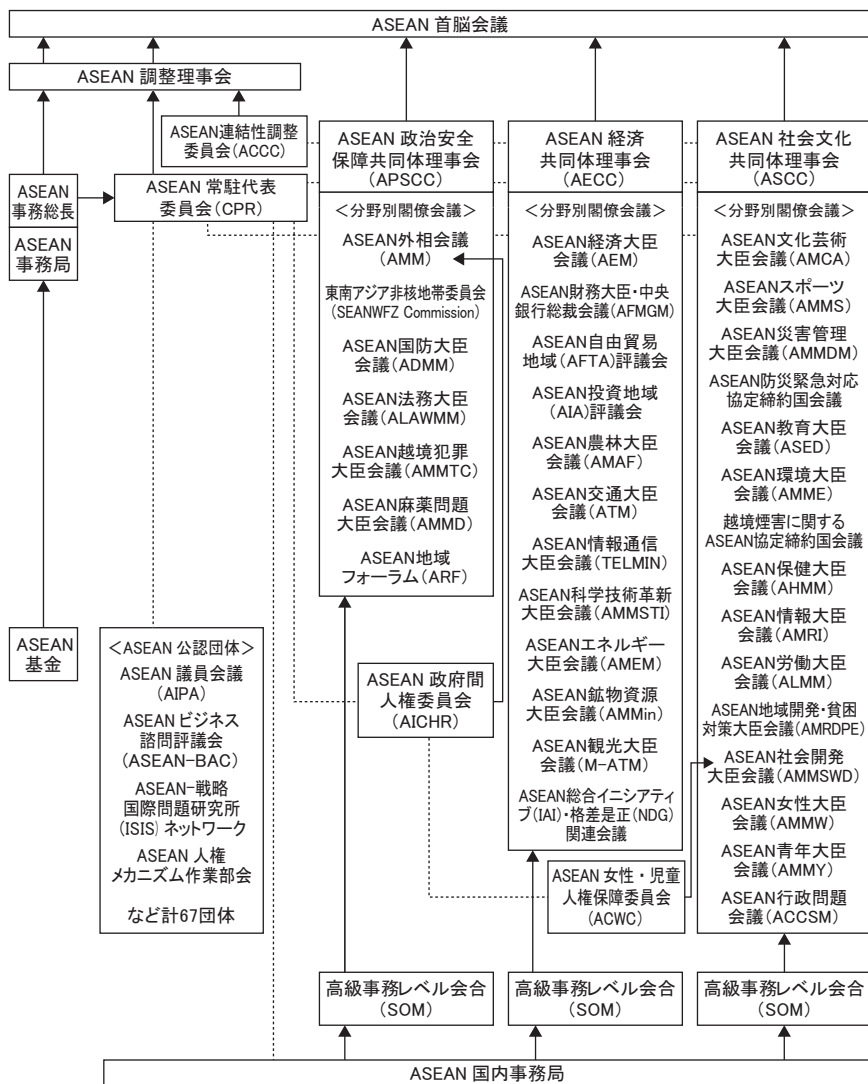 ASEAN 首脳会議
ASEAN 調整理事会
ASEAN連結性調整
委員会(ACCC)
ASEAN
事務総長
ASEAN
事務局
ASEAN 常駐代表
委員会(CPR)
ASEAN
基金
<ASEAN 公認団体>
ASEAN 議員会議
(AIPA)
ASEAN ビジネス
諮問評議会
(ASEAN-BAC)
ASEAN-戦略
国際問題研究所
(ISIS) ネットワーク
ASEAN 人権
メカニズム作業部会
など計67団体
ASEAN 政治安全
保障共同体理事会
(APSCC)
<分野別閣僚会議>
ASEAN外相会議
(AMM)
東南アジア非核地帯委員会
(SEANWFZ Commission)
ASEAN国防大臣
会議(ADMM)
ASEAN法務大臣
会議(ALAWMM)
ASEAN越境犯罪
大臣会議(AMMTC)
ASEAN麻薬問題
大臣会議(AMMD)
ASEAN地域
フォーラム(ARF)
ASEAN 政府間
人権委員会
(AICHR)
ASEAN 経済
共同体理事会
(AECC)
<分野別閣僚会議>
ASEAN経済大臣
会議(AEM)
ASEAN財務大臣・中央
銀行総裁会議(AFMGM)
ASEAN自由貿易
地域(AFTA)評議会
ASEAN投資地域
(AIA)評議会
ASEAN農林大臣
会議(AMAF)
ASEAN交通大臣
会議(ATM)
ASEAN情報通信
大臣会議(TELMIN)
ASEAN科学技術革新
大臣会議(AMMSTI)
ASEANエネルギー
大臣会議(AMEM)
ASEAN鉱物資源
大臣会議(AMMin)
ASEAN観光大臣
会議(M-ATM)
ASEAN総合イニシアティ
ブ(IAI)・格差是正(NDG)
関連会議
ASEAN 女性・児童
人権保障委員会
(ACWC)
ASEAN 社会文化
共同体理事会
(ASCC)
<分野別閣僚会議>
ASEAN文化芸術
大臣会議(AMCA)
ASEANスポーツ
大臣会議(AMMS)
ASEAN災害管理
大臣会議(AMMDM)
ASEAN防災緊急対応
協定締約国会議
ASEAN教育大臣
会議(ASED)
ASEAN環境大臣
会議(AMME)
越境煙害に関する
ASEAN協定締約国会議
ASEAN保健大臣
会議(AHMM)
ASEAN情報大臣
会議(AMRI)
ASEAN労働大臣
会議(ALMM)
ASEAN地域開発・貧困
対策大臣会議(AMRDPE)
ASEAN社会開発
大臣会議(AMMSWD)
ASEAN女性大臣
会議(AMMW)
ASEAN青年大臣
会議(AMMY)
ASEAN行政問題
会議(ACCSM)
高級事務レベル会合
(SOM)
高級事務レベル会合
(SOM)
高級事務レベル会合
(SOM)
ASEAN 国内事務局